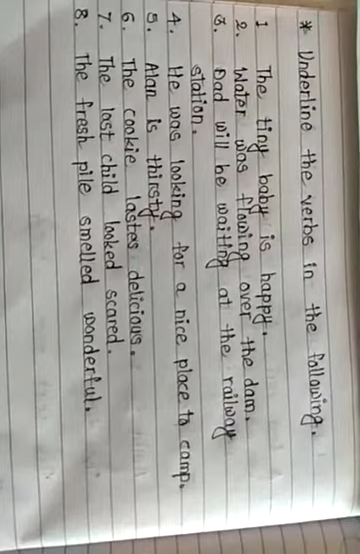 * Underline the verbs in the following.
1 The tiny baby is happy.
2. Water was flowing over the dam.
3. Dad will be waiting at the railway
station.
4. He was looking for a nice place to camp.
5. Alan is thirsty.
6. The cookie tastes delicious.
7. The lost child looked scared.
8. The fresh pile smelled wonderful.